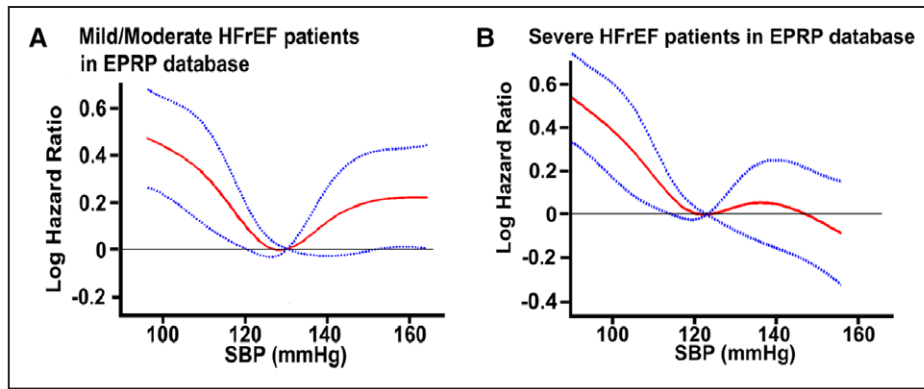 A
Mild/Moderate HFrEF patients
in EPRP database
Log Hazard Ratio
0.6
0.4
0.2
0
-0.2
100
120
140
160
SBP (mmHg)
B
Severe HFrEF patients in EPRP database
Log Hazard Ratio
0.6
0.4
0.2
0
-0.2
-0.4
100
120
140
160
SBP (mmHg)